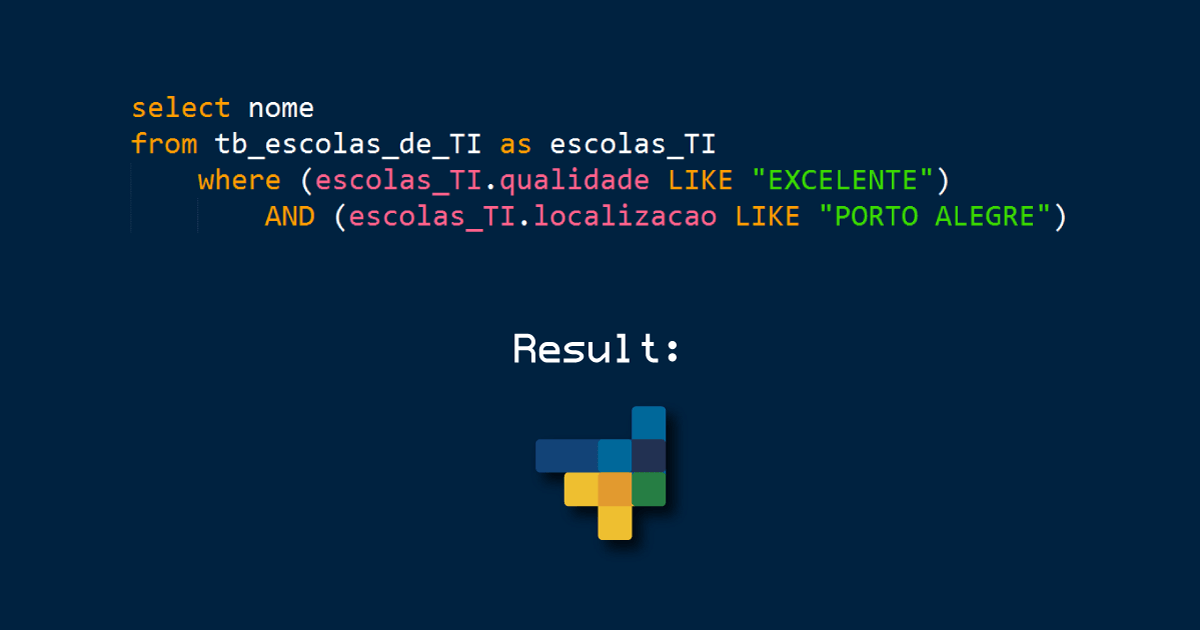 select nome
from tb_escolas_de_TI as escolas_TI
where (escolas_TI.qualidade LIKE "EXCELENTE")
AND (escolas_TI.localizacao LIKE "PORTO ALEGRE")
Result: